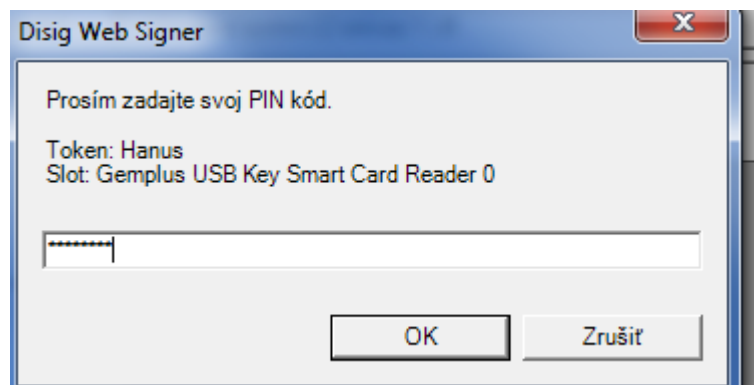 Disig Web Signer
Prosím zadajte svoj PIN kód.
Token: Hanus
Slot: Gemplus USB Key Smart Card Reader 0
********
OK
Zrušiť